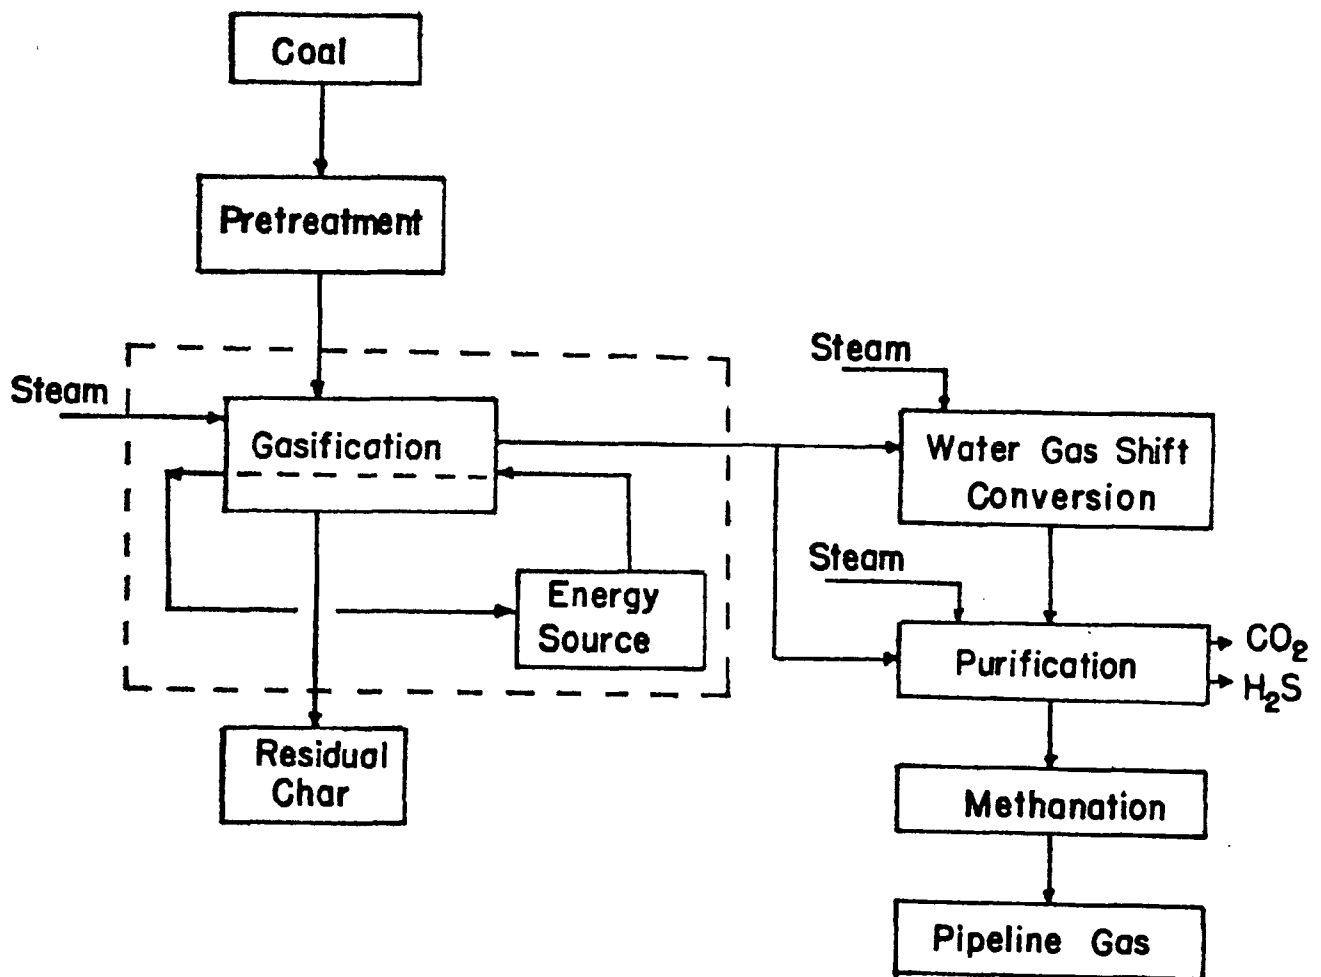 Coal
Pretreatment
Steam
Gasification
Energy
Source
Residual
Char
Steam
Water Gas Shift
Conversion
Steam
Purification
CO₂
H₂S
Methanation
Pipeline Gas